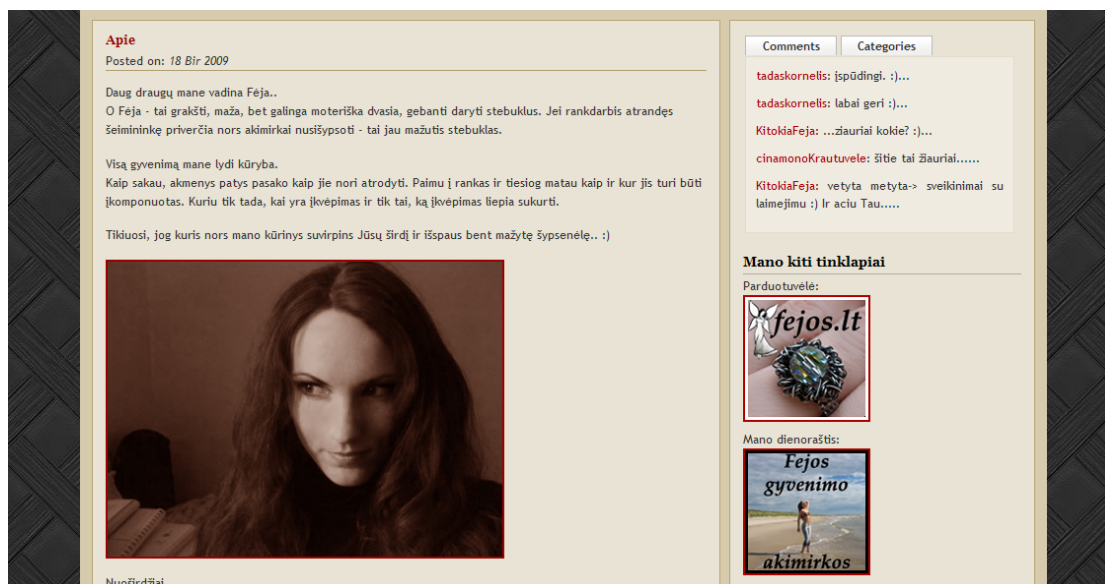 Apie
Posted on: 18 Bir 2009
Daug draugų mane vadina Fėja..
O Fėja - tai grakšti, maža, bet galinga moteriška dvasia, gebanti daryti stebuklus. Jei rankdarbis atrandęs
šeimininkę priverčia nors akimirkai nusišypsoti - tai jau mažutis stebuklas.
Visą gyvenimą mane lydi kūryba.
Kaip sakau, akmenys patys pasako kaip jie nori atrodyti. Paimu į rankas ir tiesiog matau kaip ir kur jis turi būti
įkomponuotas. Kuriu tik tada, kai yra įkvėpimas ir tik tai, ką įkvėpimas liepia sukurti.
Tikiuosi, jog kuris nors mano kūrinys suvirpins Jūsų širdį ir išspaus bent mažytę šypsenėlę.. :)
Nuoširdžiai
Comments
Categories
tadaskornelis: įspūdingi. :)...
tadaskornelis: labai geri :)...
KitokiaFeja: ...ziauriai kokie? :)...
cinamonoKrautuvele: šitie tai žiauriai......
KitokiaFeja: vetyta metyta-> sveikinimai su
laimejimu :) Ir aciu Tau.....
Mano kiti tinklapiai
Parduotuvėlė:
fejos.lt
Mano dienoraštis:
Fejos
gyvenimo
akimirkos